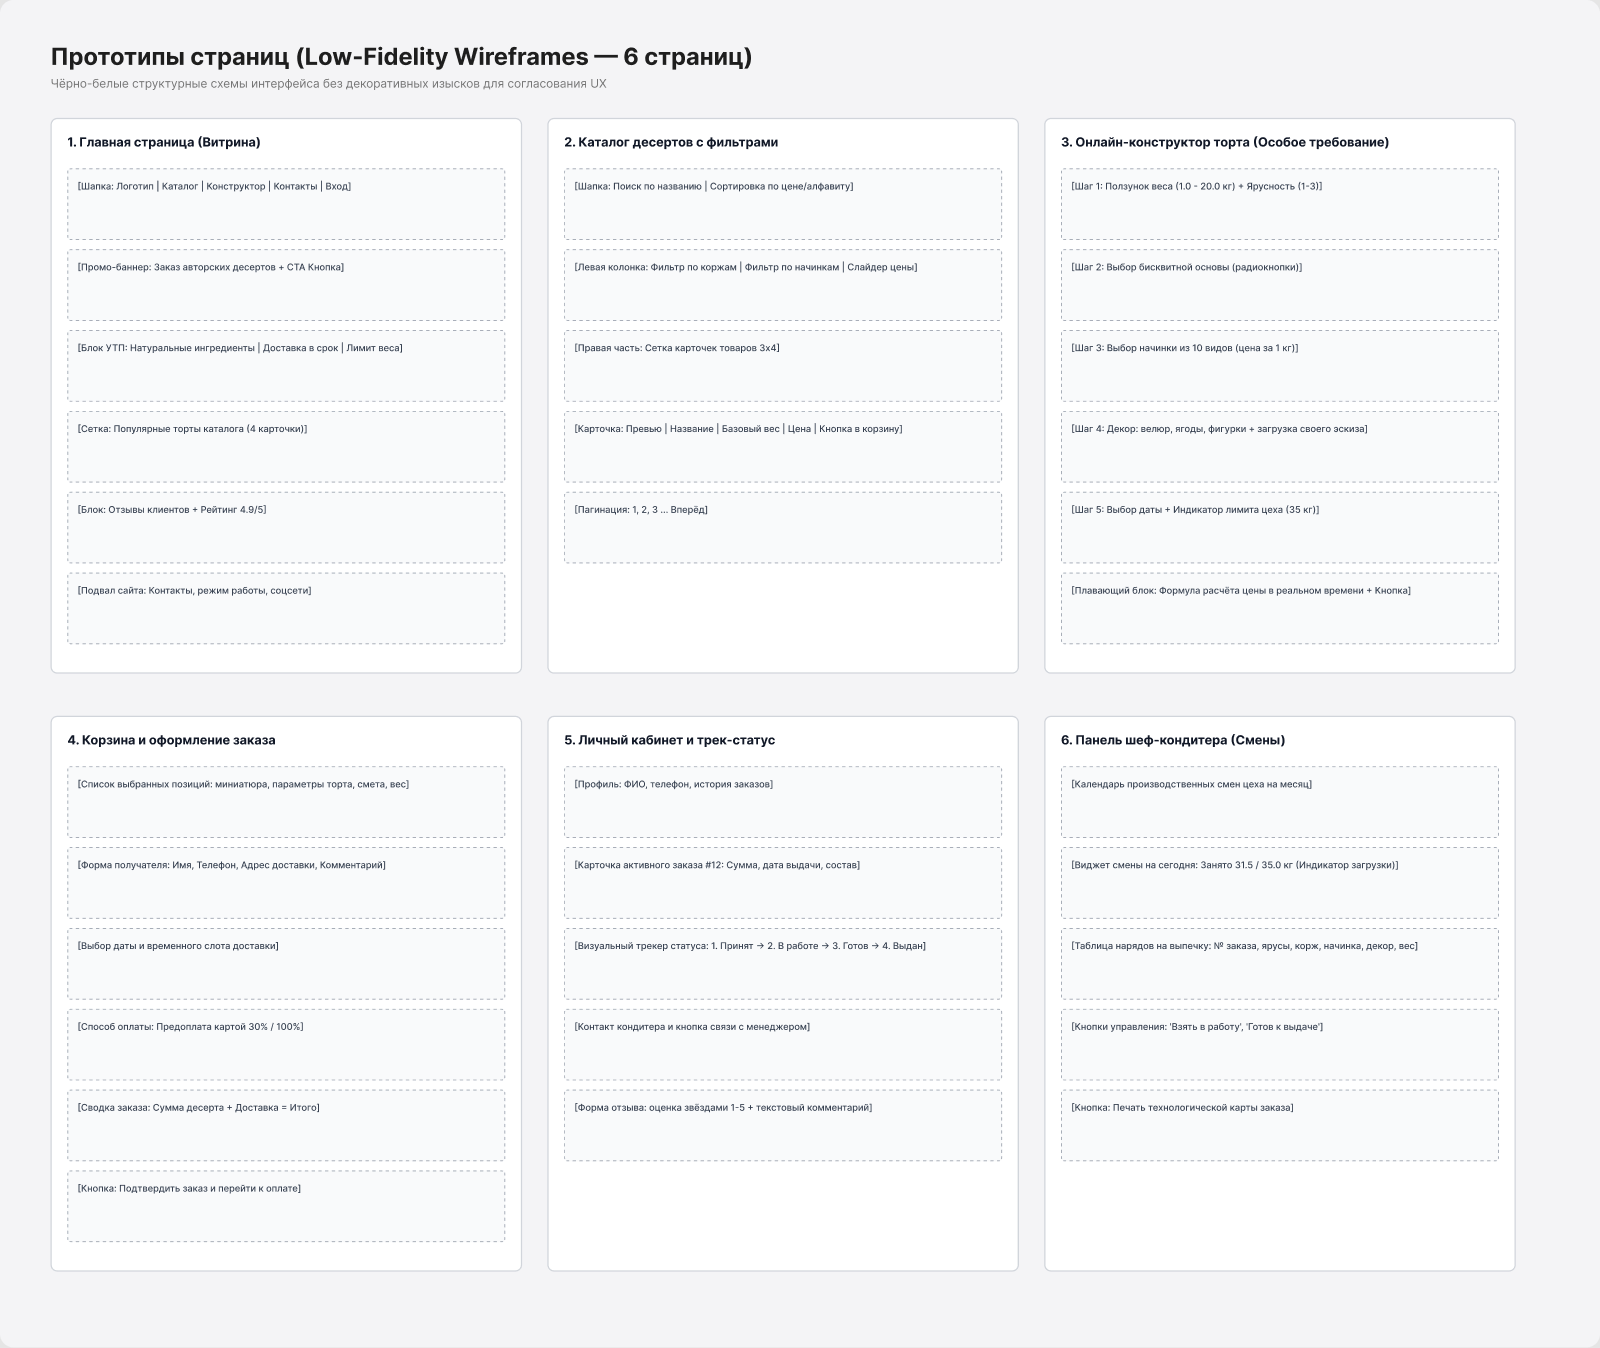 Прототипы страниц (Low-Fidelity Wireframes — 6 страниц)
Чёрно-белые структурные схемы интерфейса без декоративных изысков для согласования UX
1. Главная страница (Витрина)
[Шапка: Логотип | Каталог | Конструктор | Контакты | Вход]
[Промо-баннер: Заказ авторских десертов + CTA Кнопка]
[Блок УТП: Натуральные ингредиенты | Доставка в срок | Лимит веса]
[Сетка: Популярные торты каталога (4 карточки)]
[Блок: Отзывы клиентов + Рейтинг 4.9/5]
[Подвал сайта: Контакты, режим работы, соцсети]
2. Каталог десертов с фильтрами
[Шапка: Поиск по названию | Сортировка по цене/алфавиту]
[Левая колонка: Фильтр по коржам | Фильтр по начинкам | Слайдер цены]
[Правая часть: Сетка карточек товаров 3x4]
[Карточка: Превью | Название | Базовый вес | Цена | Кнопка в корзину]
[Пагинация: 1, 2, 3 ... Вперёд]
3. Онлайн-конструктор торта (Особое требование)
[Шаг 1: Ползунок веса (1.0 - 20.0 кг) + Ярусность (1-3)]
[Шаг 2: Выбор бисквитной основы (радиокнопки)]
[Шаг 3: Выбор начинки из 10 видов (цена за 1 кг)]
[Шаг 4: Декор: велюр, ягоды, фигурки + загрузка своего эскиза]
[Шаг 5: Выбор даты + Индикатор лимита цеха (35 кг)]
[Плавающий блок: Формула расчёта цены в реальном времени + Кнопка]
4. Корзина и оформление заказа
[Список выбранных позиций: миниатюра, параметры торта, смета, вес]
[Форма получателя: Имя, Телефон, Адрес доставки, Комментарий]
[Выбор даты и временного слота доставки]
[Способ оплаты: Предоплата картой 30% / 100%]
[Сводка заказа: Сумма десерта + Доставка = Итого]
[Кнопка: Подтвердить заказ и перейти к оплате]
5. Личный кабинет и трек-статус
[Профиль: ФИО, телефон, история заказов]
[Карточка активного заказа #12: Сумма, дата выдачи, состав]
[Визуальный трекер статуса: 1. Принят → 2. В работе → 3. Готов → 4. Выдан]
[Контакт кондитера и кнопка связи с менеджером]
[Форма отзыва: оценка звёздами 1-5 + текстовый комментарий]
6. Панель шеф-кондитера (Смены)
[Календарь производственных смен цеха на месяц]
[Виджет смены на сегодня: Занято 31.5 / 35.0 кг (Индикатор загрузки)]
[Таблица нарядов на выпечку: № заказа, ярусы, корж, начинка, декор, вес]
[Кнопки управления: 'Взять в работу', 'Готов к выдаче']
[Кнопка: Печать технологической карты заказа]